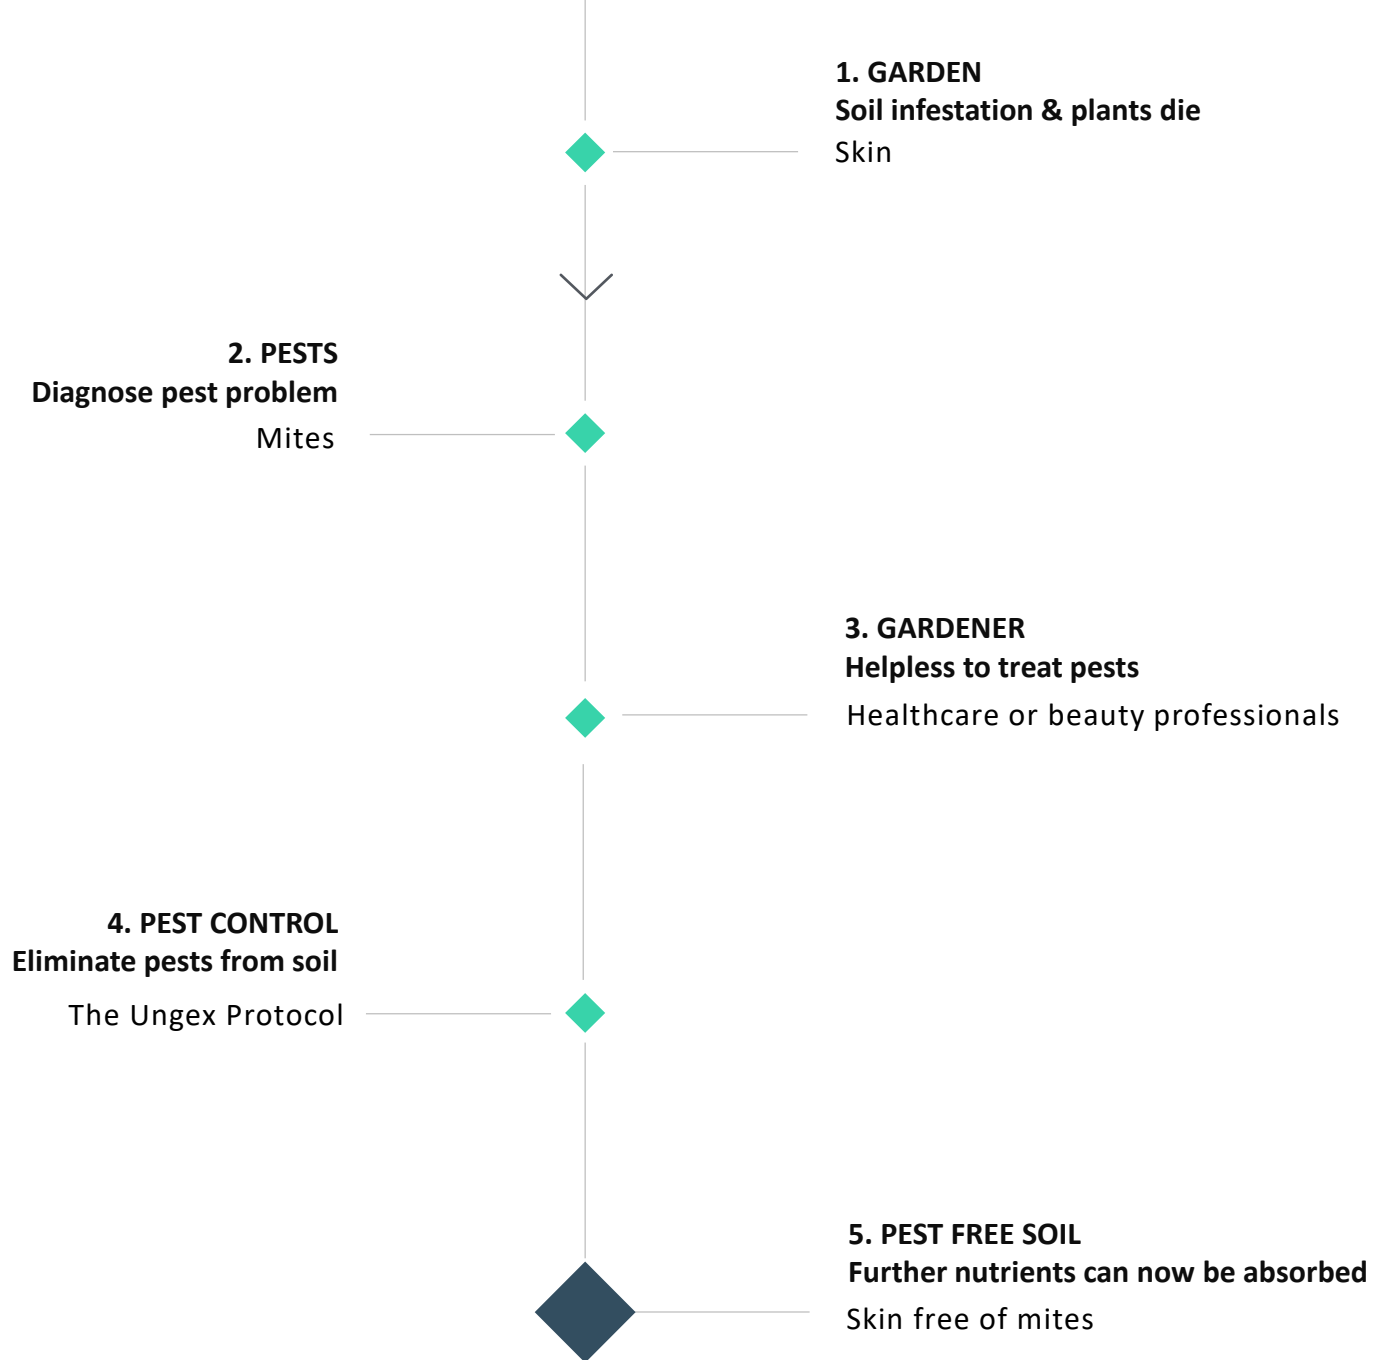 1. GARDEN
Soil infestation & plants die
Skin
2. PESTS
Diagnose pest problem
Mites
3. GARDENER
Helpless to treat pests
Healthcare or beauty professionals
4. PEST CONTROL
Eliminate pests from soil
The Ungex Protocol
5. PEST FREE SOIL
Further nutrients can now be absorbed
Skin free of mites